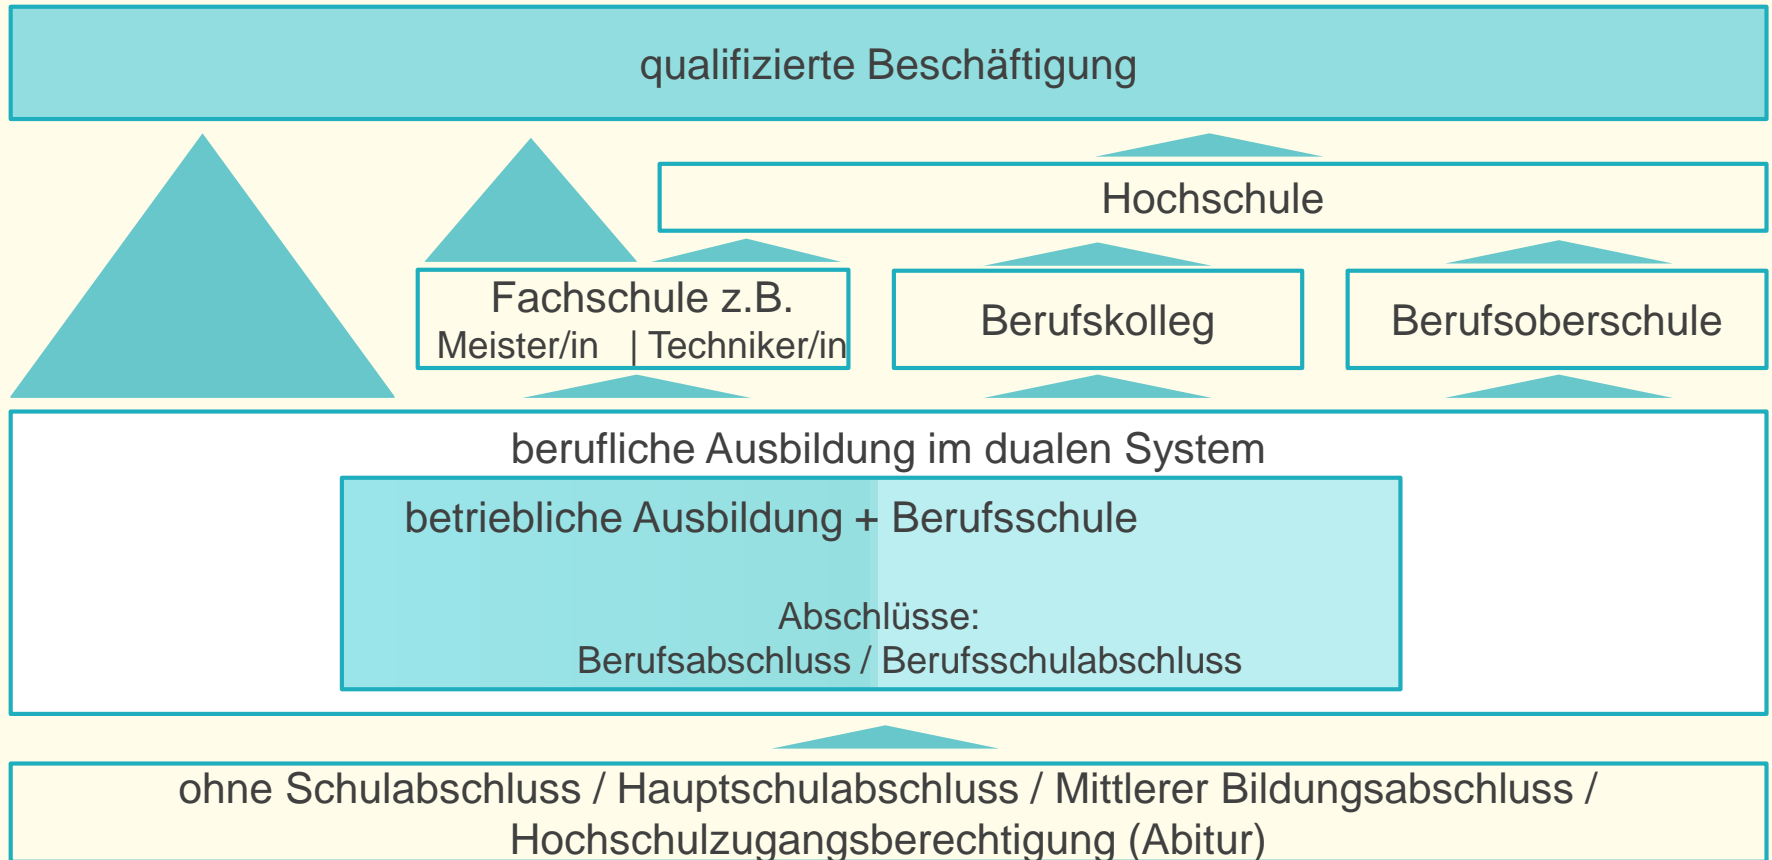 qualifizierte Beschäftigung
Hochschule
Fachschule z.B.
Meister/in | Techniker/in
Berufskolleg
Berufsoberschule
berufliche Ausbildung im dualen System
betriebliche Ausbildung + Berufsschule
Abschlüsse:
Berufsabschluss / Berufsschulabschluss
ohne Schulabschluss / Hauptschulabschluss / Mittlerer Bildungsabschluss /
Hochschulzugangsberechtigung (Abitur)